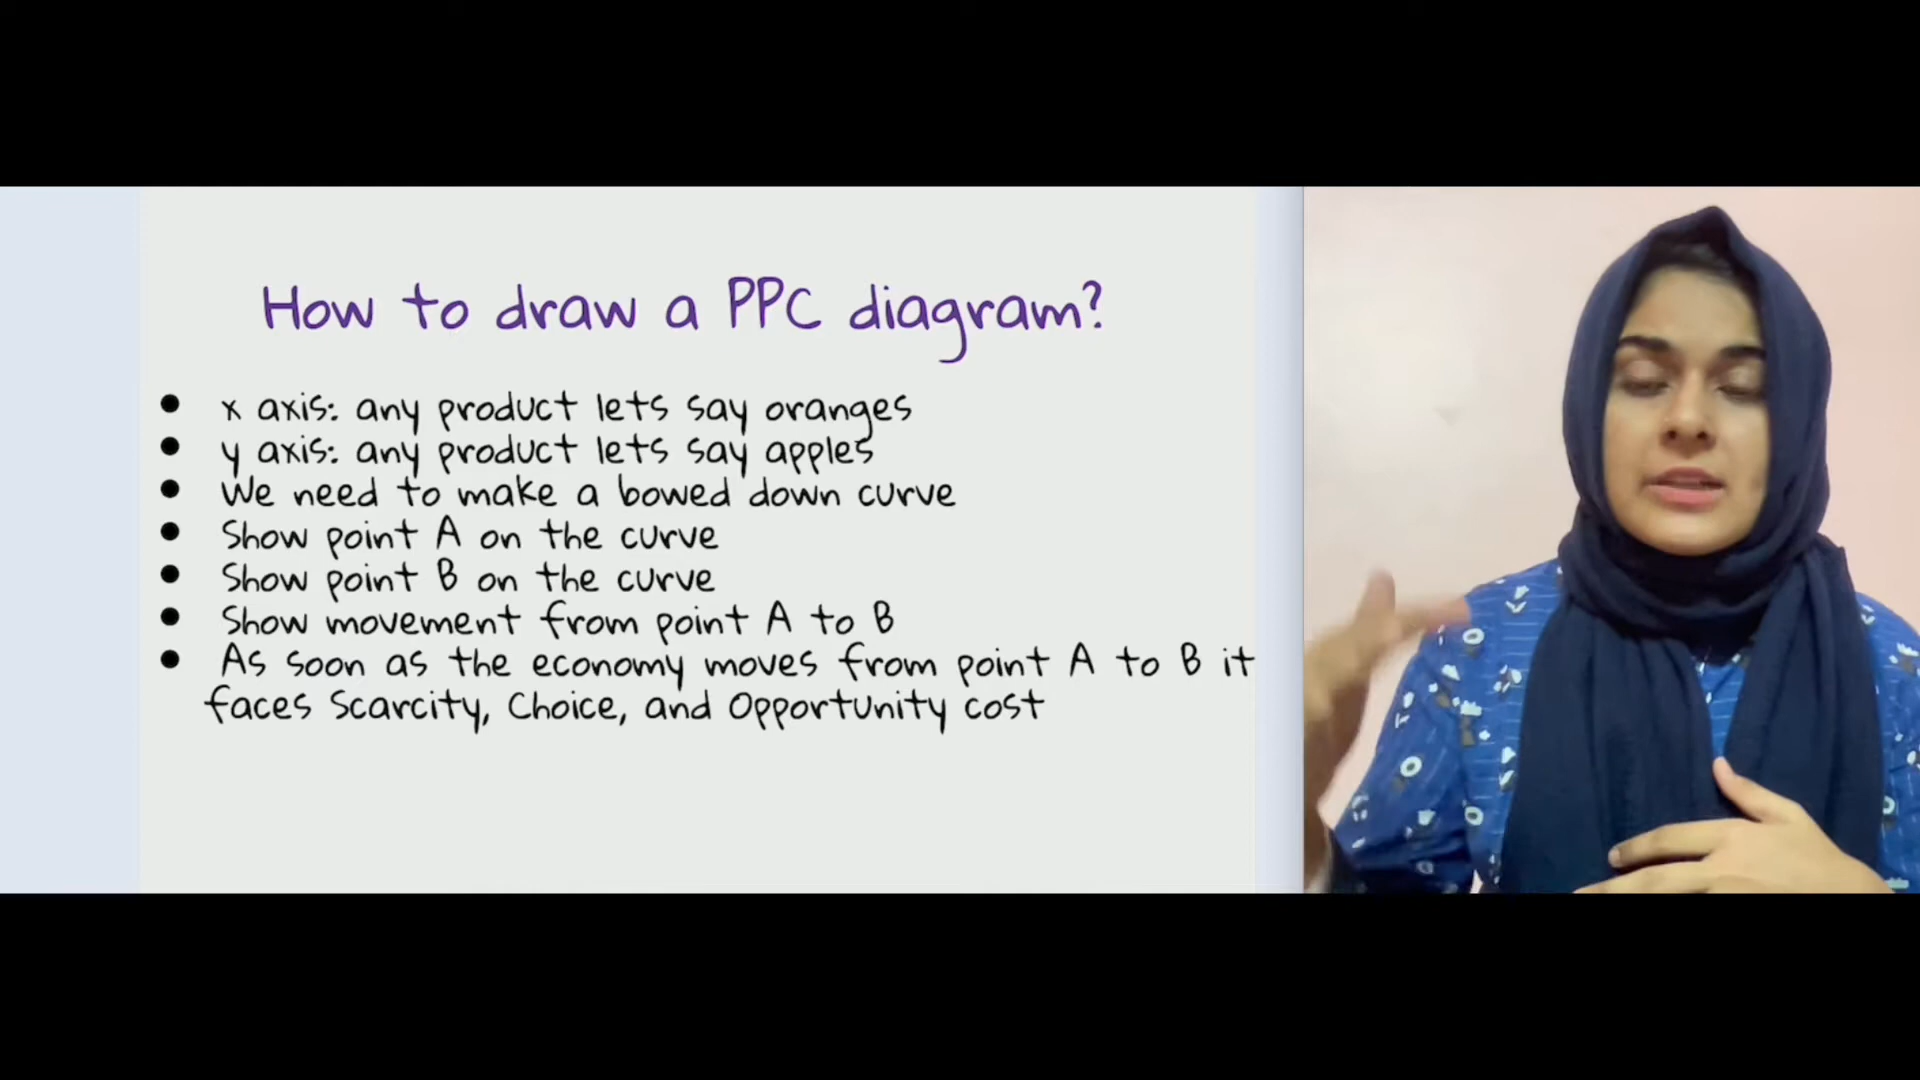 How to draw a PPC diagram?
● x axis: any product lets say oranges
● y axis: any product lets say apples
● We need to make a bowed down curve
● Show point A on the curve
● Show point B on the curve
● Show movement from point A to B
● As soon as the economy moves from point A to B it
faces Scarcity, Choice, and Opportunity cost